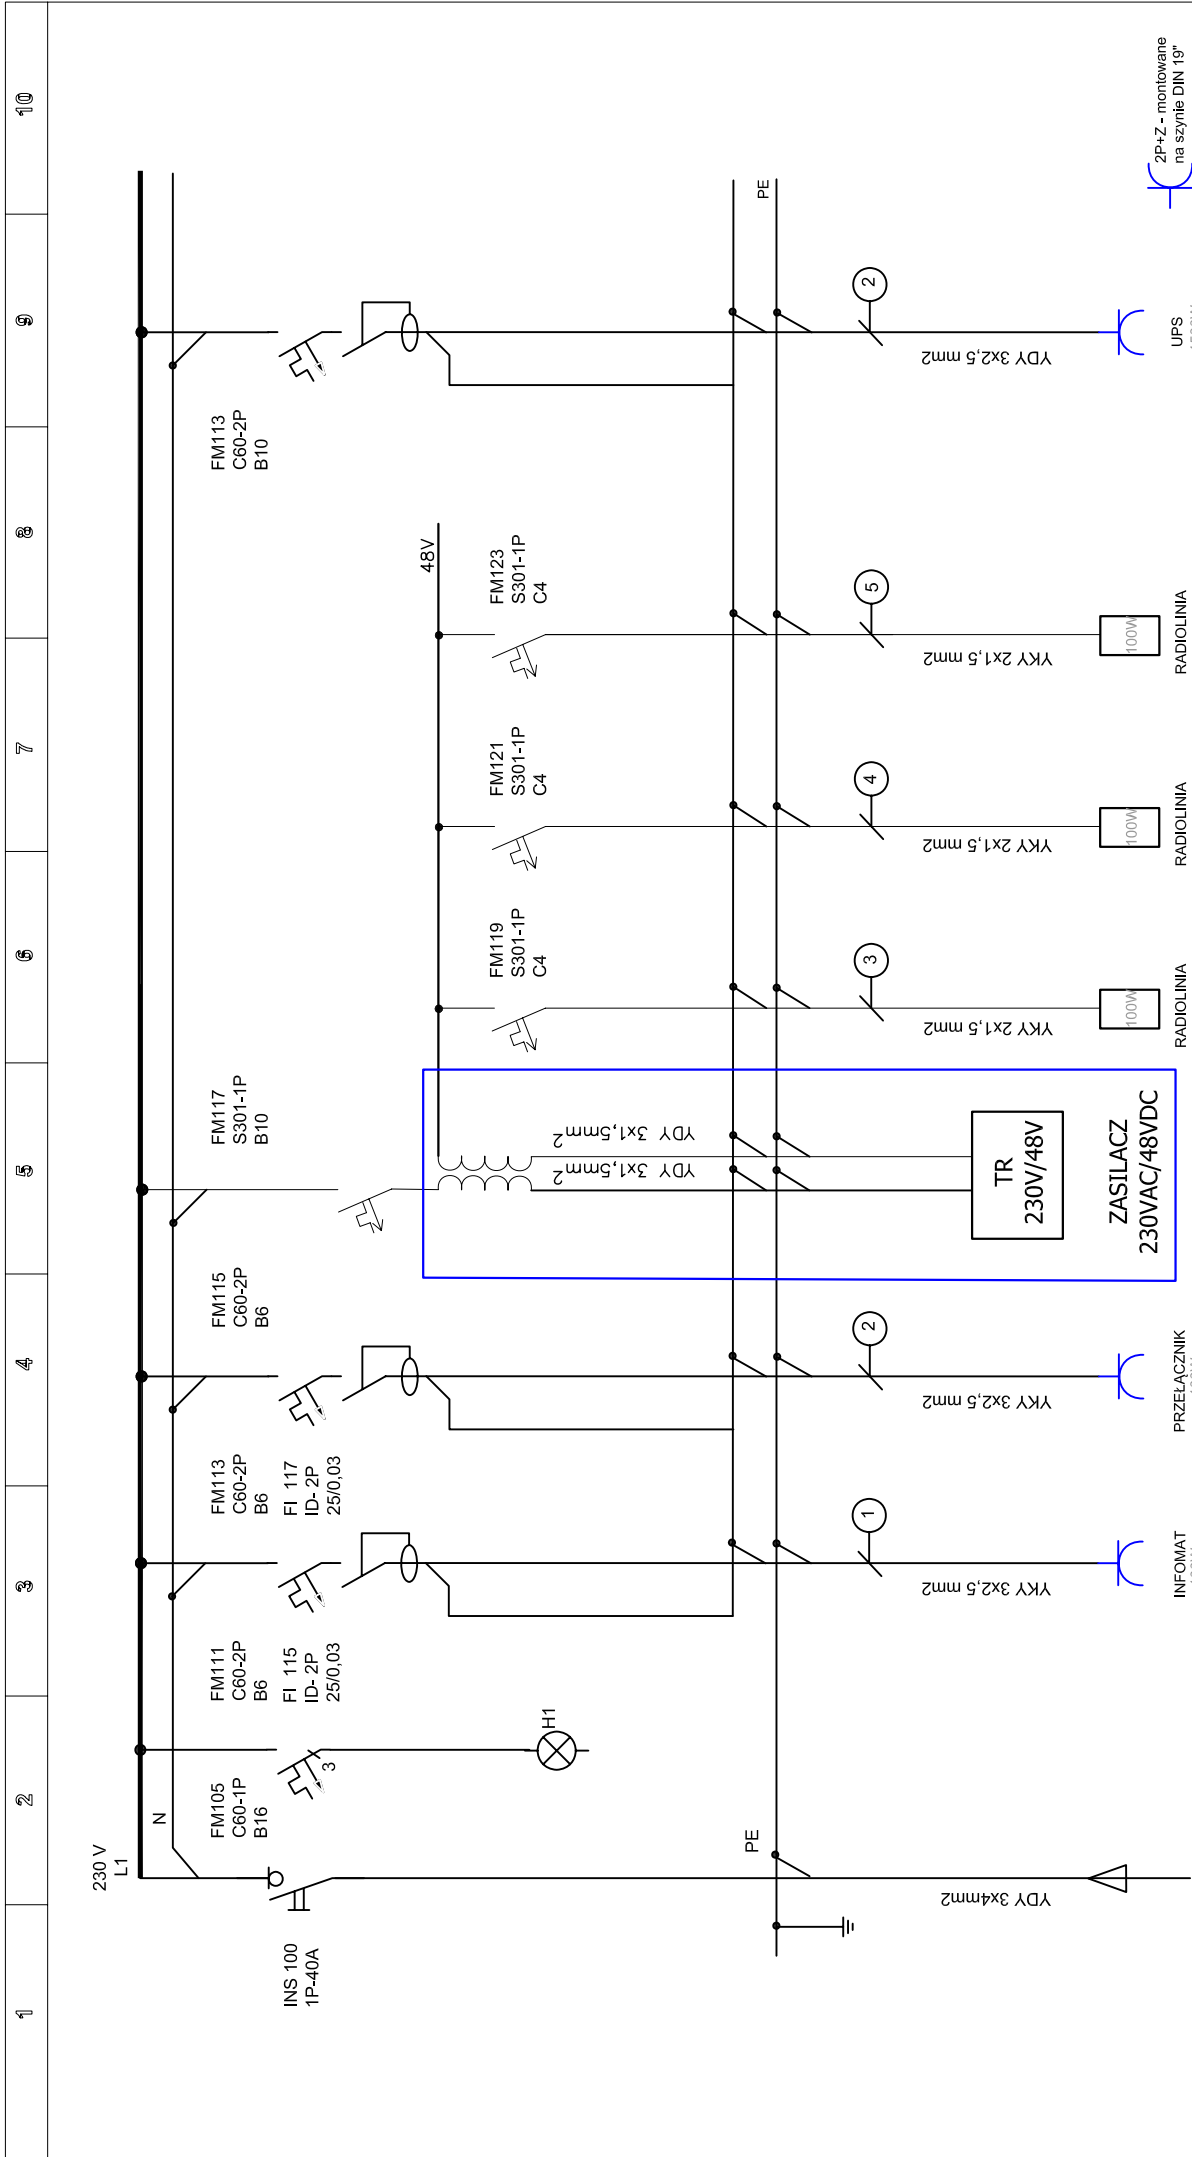 1
2
3
4
5
6
7
8
9
10
230 V
L1
N
INS 100
1P-40A
FM105
C60-1P
B16
3
H1
PE
YDY 3x4mm2
FM111
C60-2P
B6
FI 115
ID- 2P
25/0,03
1
YKY 3x2,5 mm2
INFOMAT
FM113
C60-2P
B6
FI 117
ID- 2P
25/0,03
2
YKY 3x2,5 mm2
PRZEŁĄCZNIK
FM115
C60-2P
B6
FM117
S301-1P
B10
YDY 3x1,5mm2
YDY 3x1,5mm2
TR
230V/48V
ZASILACZ
230VAC/48VDC
48V
FM119
S301-1P
C4
3
YKY 2x1,5 mm2
100W
RADIOLINIA
FM121
S301-1P
C4
4
YKY 2x1,5 mm2
100W
RADIOLINIA
FM123
S301-1P
C4
5
YKY 2x1,5 mm2
100W
RADIOLINIA
FM113
C60-2P
B10
2
YDY 3x2,5 mm2
UPS
PE
2P+Z - montowane
na szynie DIN 19"